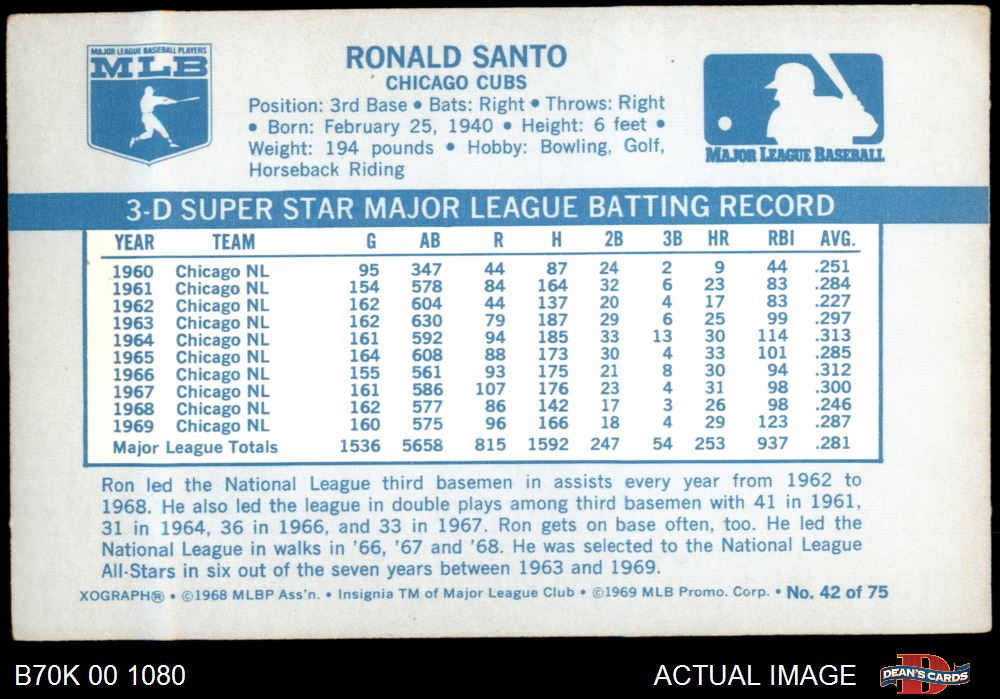 MAJOR LEAGUE BASEBALL PLAYERS
MLB
RONALD SANTO
CHICAGO CUBS
Position: 3rd Base • Bats: Right • Throws: Right
• Born: February 25, 1940 • Height: 6 feet •
Weight: 194 pounds • Hobby: Bowling, Golf,
Horseback Riding
MAJOR LEAGUE BASEBALL
3-D SUPER STAR MAJOR LEAGUE BATTING RECORD
YEAR TEAM G AB R H 2B 3B HR RBI AVG.
1960 Chicago NL 95 347 44 87 24 2 9 44 .251
1961 Chicago NL 154 578 84 164 32 6 23 83 .284
1962 Chicago NL 162 604 44 137 20 4 17 83 .227
1963 Chicago NL 162 630 79 187 29 6 25 99 .297
1964 Chicago NL 161 592 94 185 33 13 30 114 .313
1965 Chicago NL 164 608 88 173 30 4 33 101 .285
1966 Chicago NL 155 561 93 175 21 8 30 94 .312
1967 Chicago NL 161 586 107 176 23 4 31 98 .300
1968 Chicago NL 162 577 86 142 17 3 26 98 .246
1969 Chicago NL 160 575 96 166 18 4 29 123 .287
Major League Totals 1536 5658 815 1592 247 54 253 937 .281
Ron led the National League third basemen in assists every year from 1962 to
1968. He also led the league in double plays among third basemen with 41 in 1961,
31 in 1964, 36 in 1966, and 33 in 1967. Ron gets on base often, too. He led the
National League in walks in '66, '67 and '68. He was selected to the National League
All-Stars in six out of the seven years between 1963 and 1969.
XOGRAPH® • ©1968 MLBP Ass'n. • Insignia TM of Major League Club • ©1969 MLB Promo. Corp. • No. 42 of 75
B70K 00 1080
ACTUAL IMAGE
D
DEAN'S CARDS